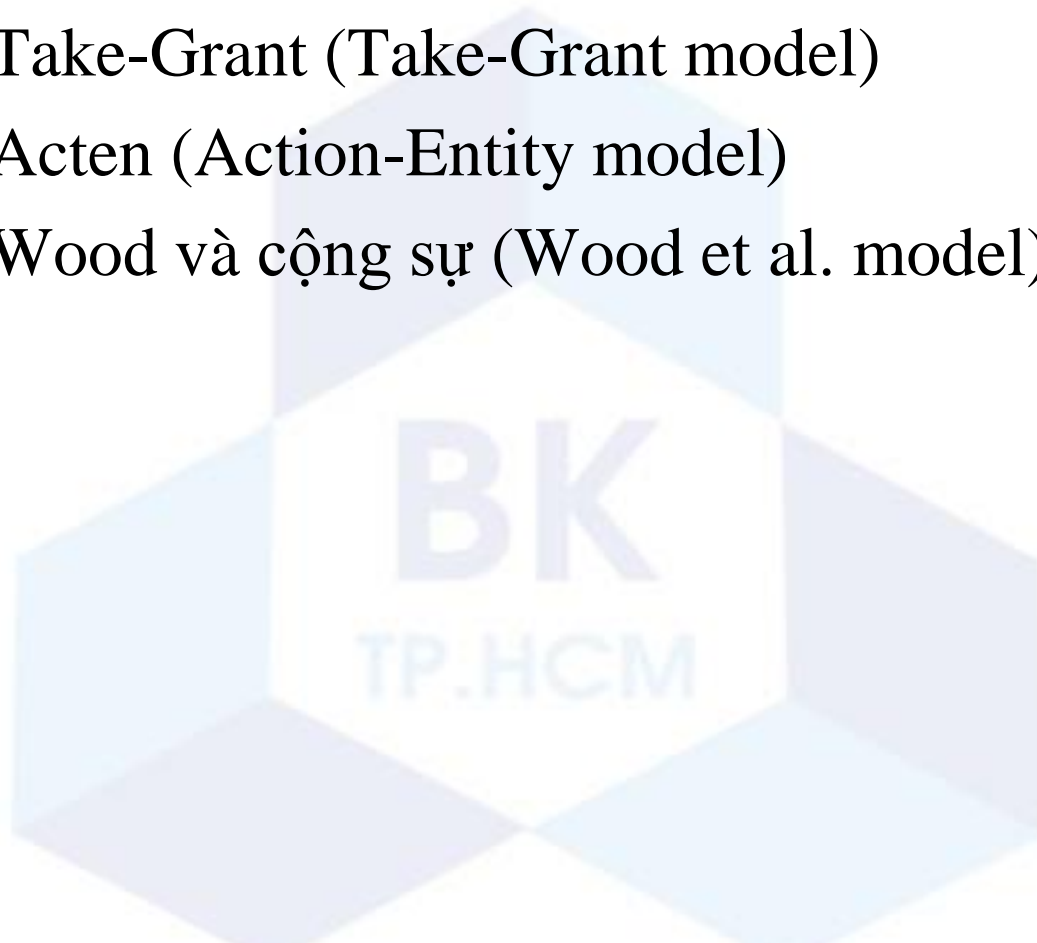 Take-Grant (Take-Grant model)
Acten (Action-Entity model)
Wood và cộng sự (Wood et al. model)
BK
TP.HCM